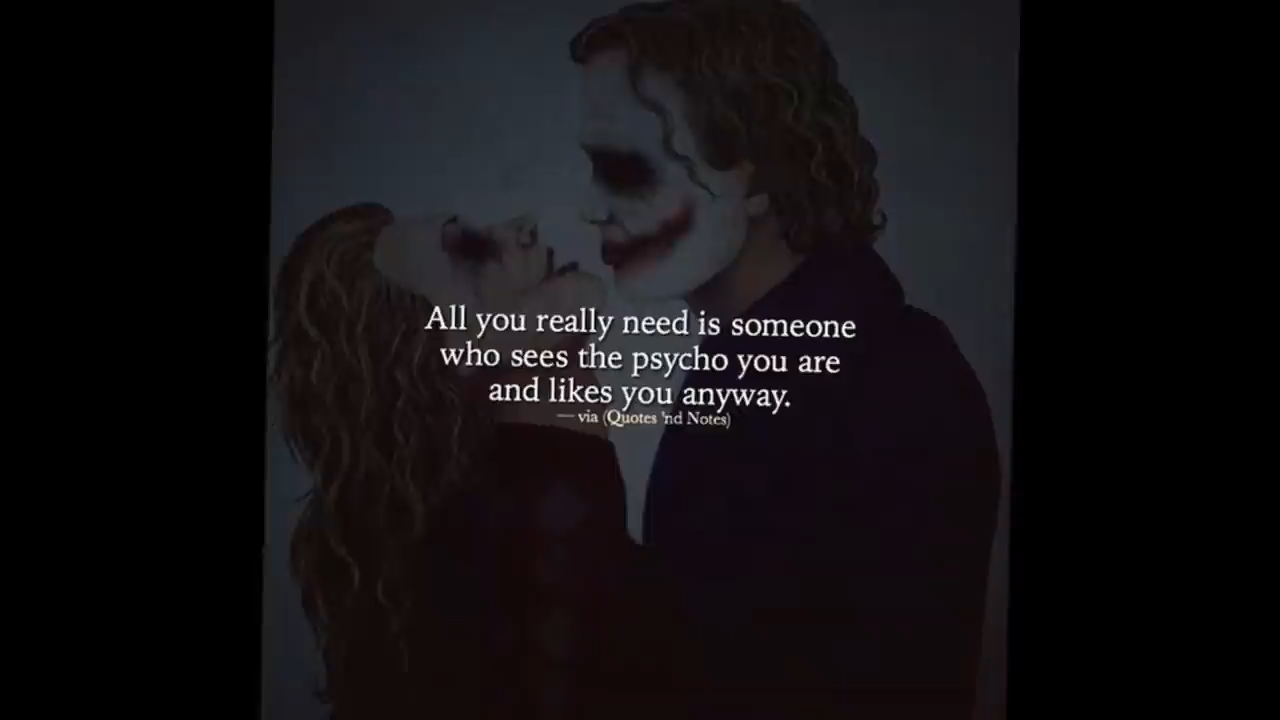 All you really need is someone
who sees the psycho you are
and likes you anyway.
— via (Quotes 'nd Notes)